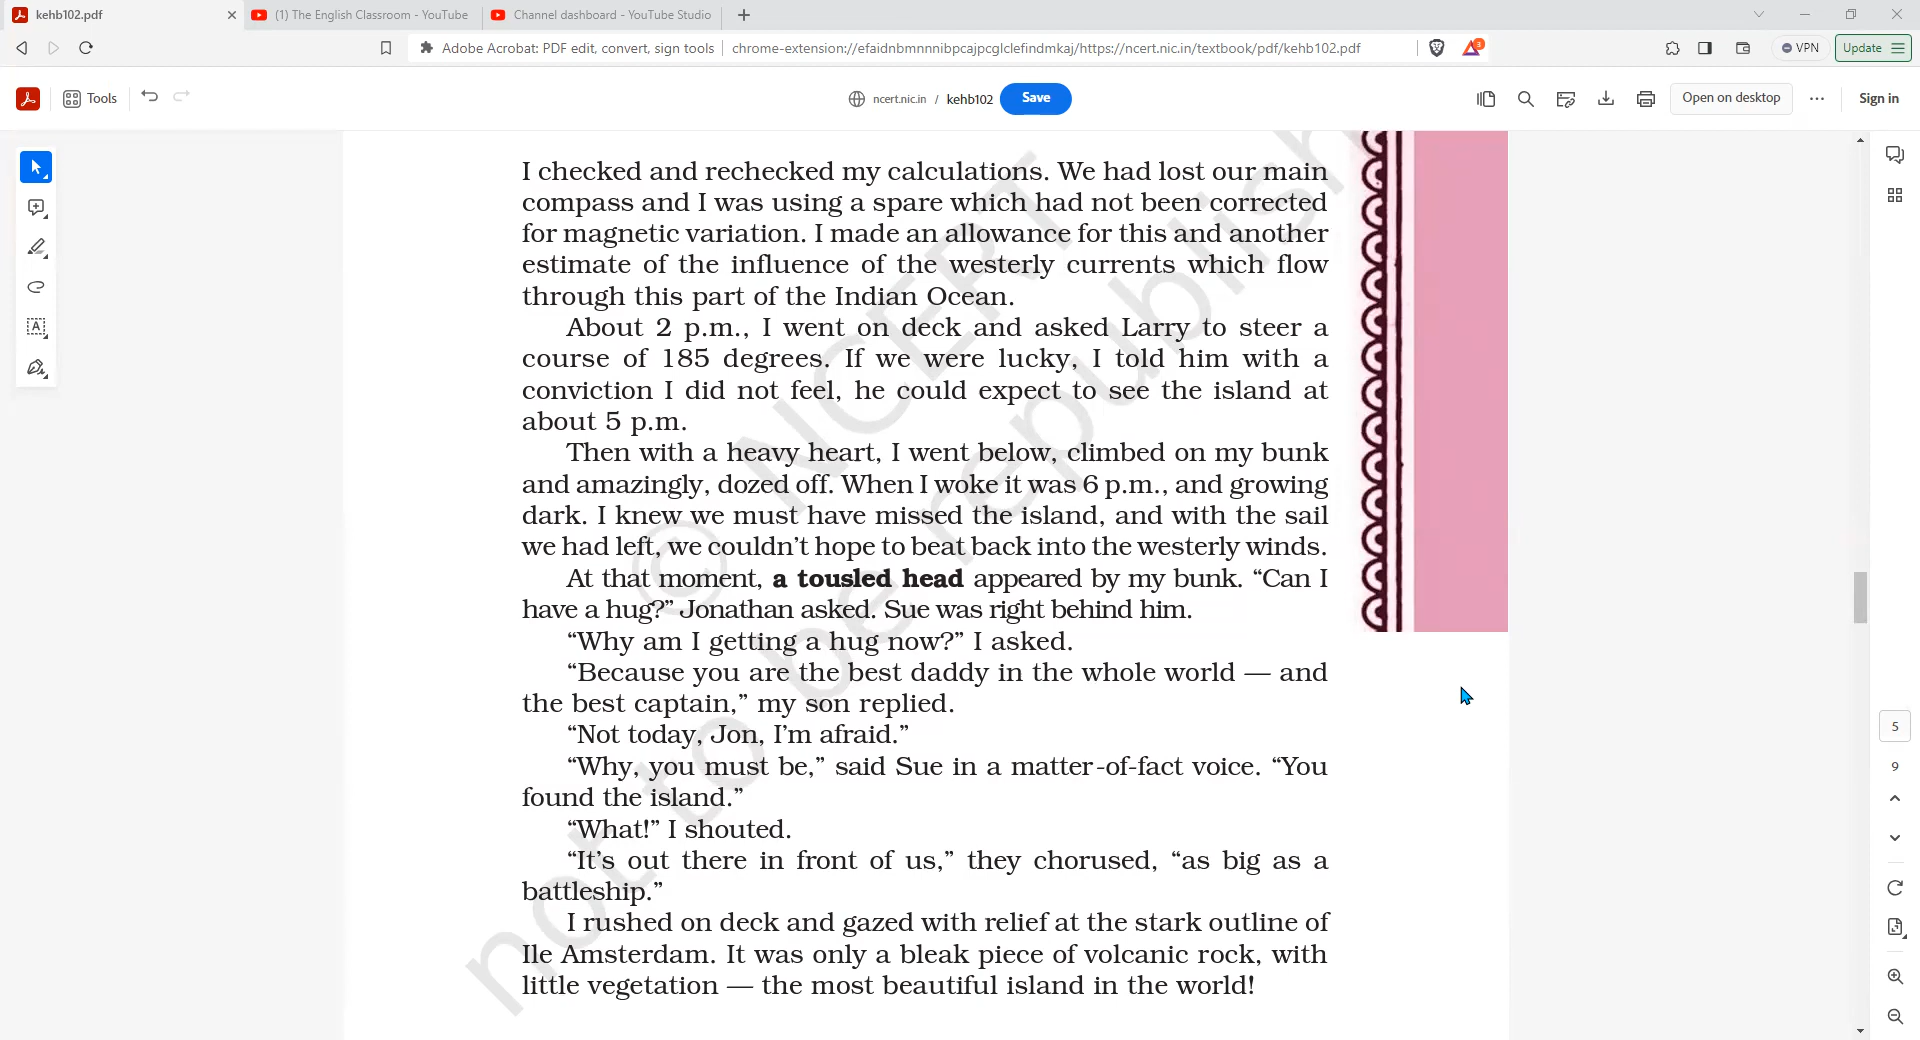 kehb102.pdf
(1) The English Classroom - YouTube
Channel dashboard - YouTube Studio
Adobe Acrobat: PDF edit, convert, sign tools
chrome-extension://efaidnbmnnnibpcajpcglclefindmkaj/https://ncert.nic.in/textbook/pdf/kehb102.pdf
3
VPN
Update
Tools
ncert.nic.in / kehb102
Save
Open on desktop
Sign in
I checked and rechecked my calculations. We had lost our main
compass and I was using a spare which had not been corrected
for magnetic variation. I made an allowance for this and another
estimate of the influence of the westerly currents which flow
through this part of the Indian Ocean.
About 2 p.m., I went on deck and asked Larry to steer a
course of 185 degrees. If we were lucky, I told him with a
conviction I did not feel, he could expect to see the island at
about 5 p.m.
Then with a heavy heart, I went below, climbed on my bunk
and amazingly, dozed off. When I woke it was 6 p.m., and growing
dark. I knew we must have missed the island, and with the sail
we had left, we couldn’t hope to beat back into the westerly winds.
At that moment, a tousled head appeared by my bunk. “Can I
have a hug?” Jonathan asked. Sue was right behind him.
“Why am I getting a hug now?” I asked.
“Because you are the best daddy in the whole world — and
the best captain,” my son replied.
“Not today, Jon, I’m afraid.”
“Why, you must be,” said Sue in a matter-of-fact voice. “You
found the island.”
“What!” I shouted.
“It’s out there in front of us,” they chorused, “as big as a
battleship.”
I rushed on deck and gazed with relief at the stark outline of
Ile Amsterdam. It was only a bleak piece of volcanic rock, with
little vegetation — the most beautiful island in the world!
© NCERT
not to be republish
5
9